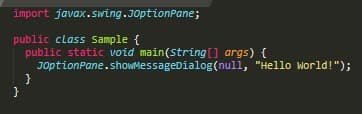 import javax.swing.JOptionPane;
public class Sample {
public static void main(String[] args) {
JOptionPane.showMessageDialog(null, "Hello World!");
}
}